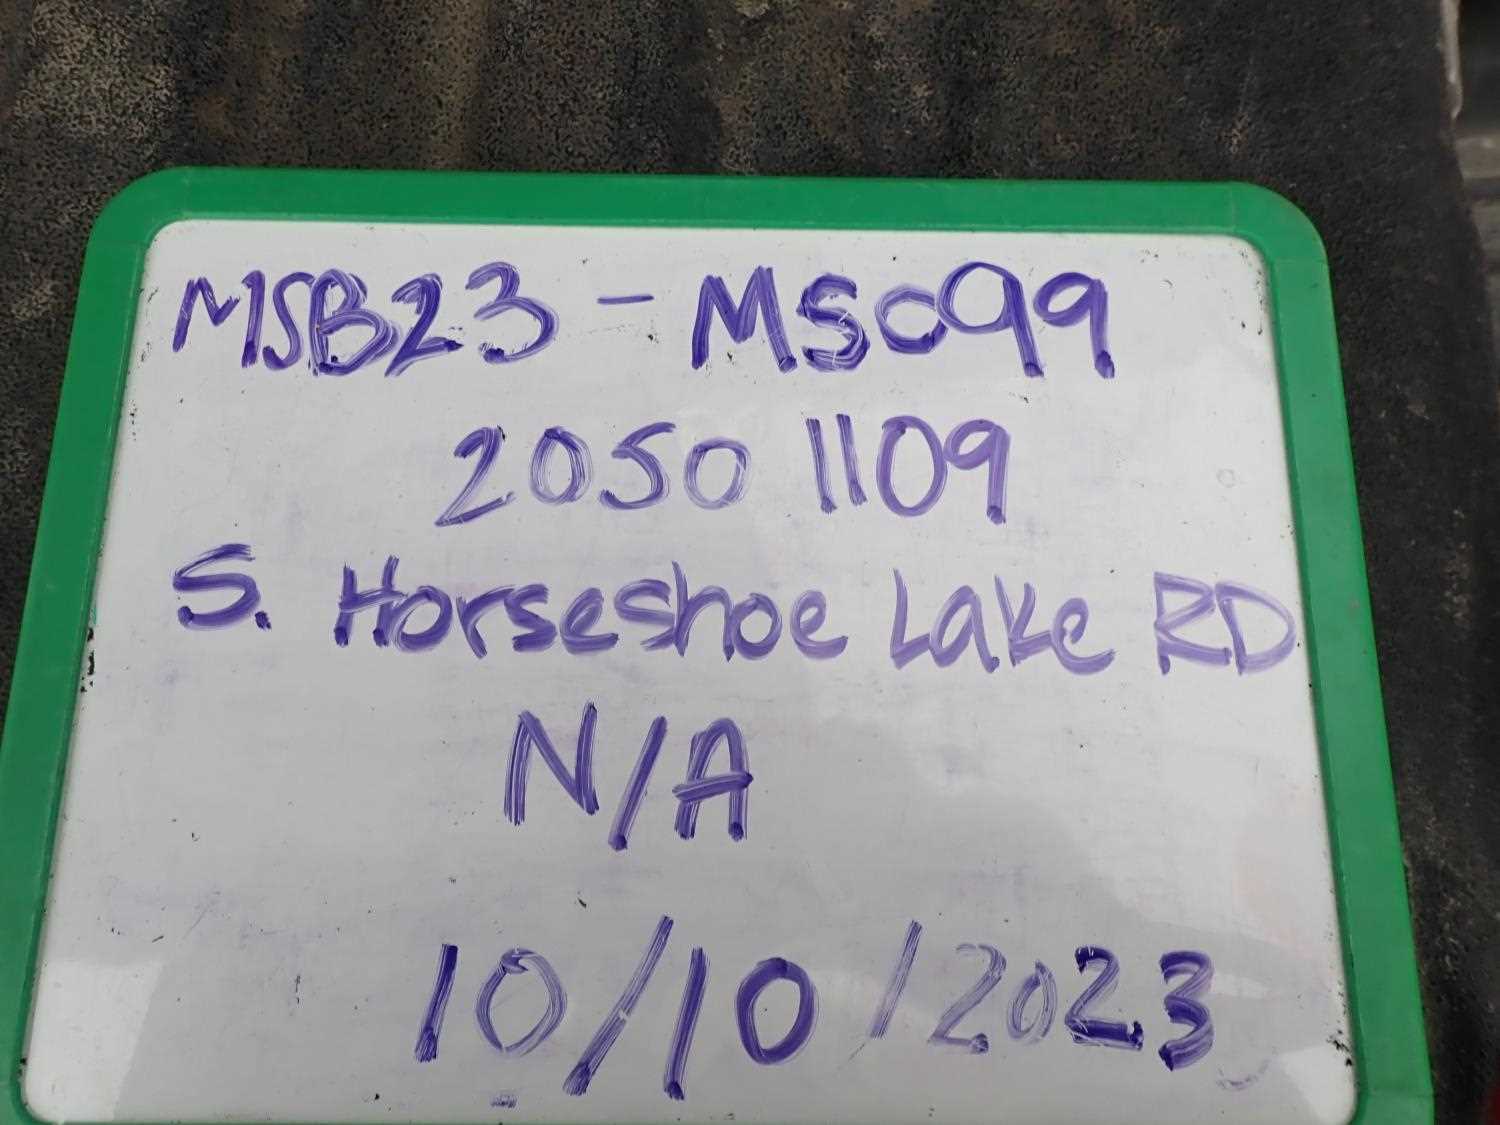 MSB23 - MS099
2050 1109
S. Horseshoe Lake RD
N/A
10/10/2023